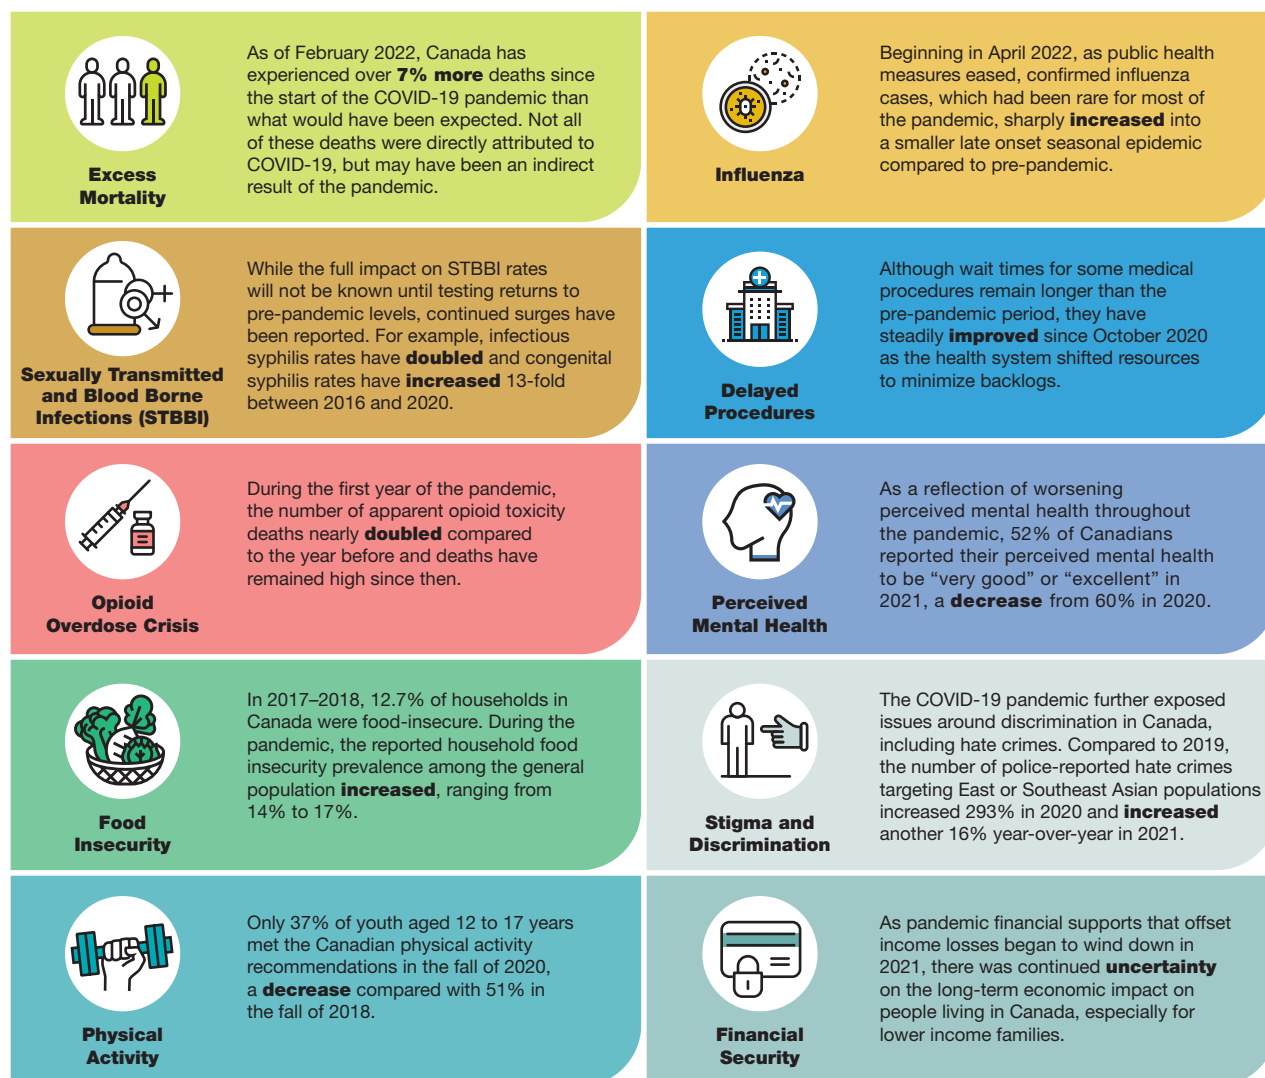 Excess
Mortality
As of February 2022, Canada has
experienced over 7% more deaths since
the start of the COVID-19 pandemic than
what would have been expected. Not all
of these deaths were directly attributed to
COVID-19, but may have been an indirect
result of the pandemic.
Influenza
Beginning in April 2022, as public health
measures eased, confirmed influenza
cases, which had been rare for most of
the pandemic, sharply increased into
a smaller late onset seasonal epidemic
compared to pre-pandemic.
Sexually Transmitted
and Blood Borne
Infections (STBBI)
While the full impact on STBBI rates
will not be known until testing returns to
pre-pandemic levels, continued surges have
been reported. For example, infectious
syphilis rates have doubled and congenital
syphilis rates have increased 13-fold
between 2016 and 2020.
Delayed
Procedures
Although wait times for some medical
procedures remain longer than the
pre-pandemic period, they have
steadily improved since October 2020
as the health system shifted resources
to minimize backlogs.
Opioid
Overdose Crisis
During the first year of the pandemic,
the number of apparent opioid toxicity
deaths nearly doubled compared
to the year before and deaths have
remained high since then.
Perceived
Mental Health
As a reflection of worsening
perceived mental health throughout
the pandemic, 52% of Canadians
reported their perceived mental health
to be “very good” or “excellent” in
2021, a decrease from 60% in 2020.
Food
Insecurity
In 2017–2018, 12.7% of households in
Canada were food-insecure. During the
pandemic, the reported household food
insecurity prevalence among the general
population increased, ranging from
14% to 17%.
Stigma and
Discrimination
The COVID-19 pandemic further exposed
issues around discrimination in Canada,
including hate crimes. Compared to 2019,
the number of police-reported hate crimes
targeting East or Southeast Asian populations
increased 293% in 2020 and increased
another 16% year-over-year in 2021.
Physical
Activity
Only 37% of youth aged 12 to 17 years
met the Canadian physical activity
recommendations in the fall of 2020,
a decrease compared with 51% in
the fall of 2018.
Financial
Security
As pandemic financial supports that offset
income losses began to wind down in
2021, there was continued uncertainty
on the long-term economic impact on
people living in Canada, especially for
lower income families.